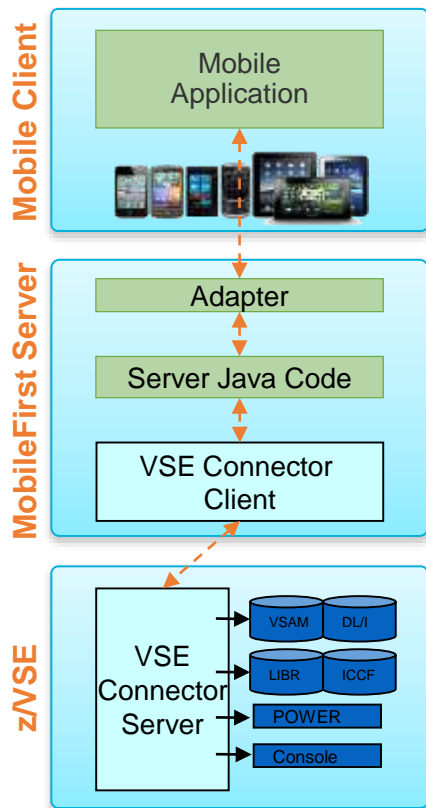 Mobile Client
Mobile
Application
MobileFirst Server
Adapter
Server Java Code
VSE Connector
Client
z/VSE
VSE
Connector
Server
VSAM
DL/I
LIBR
ICCF
POWER
Console